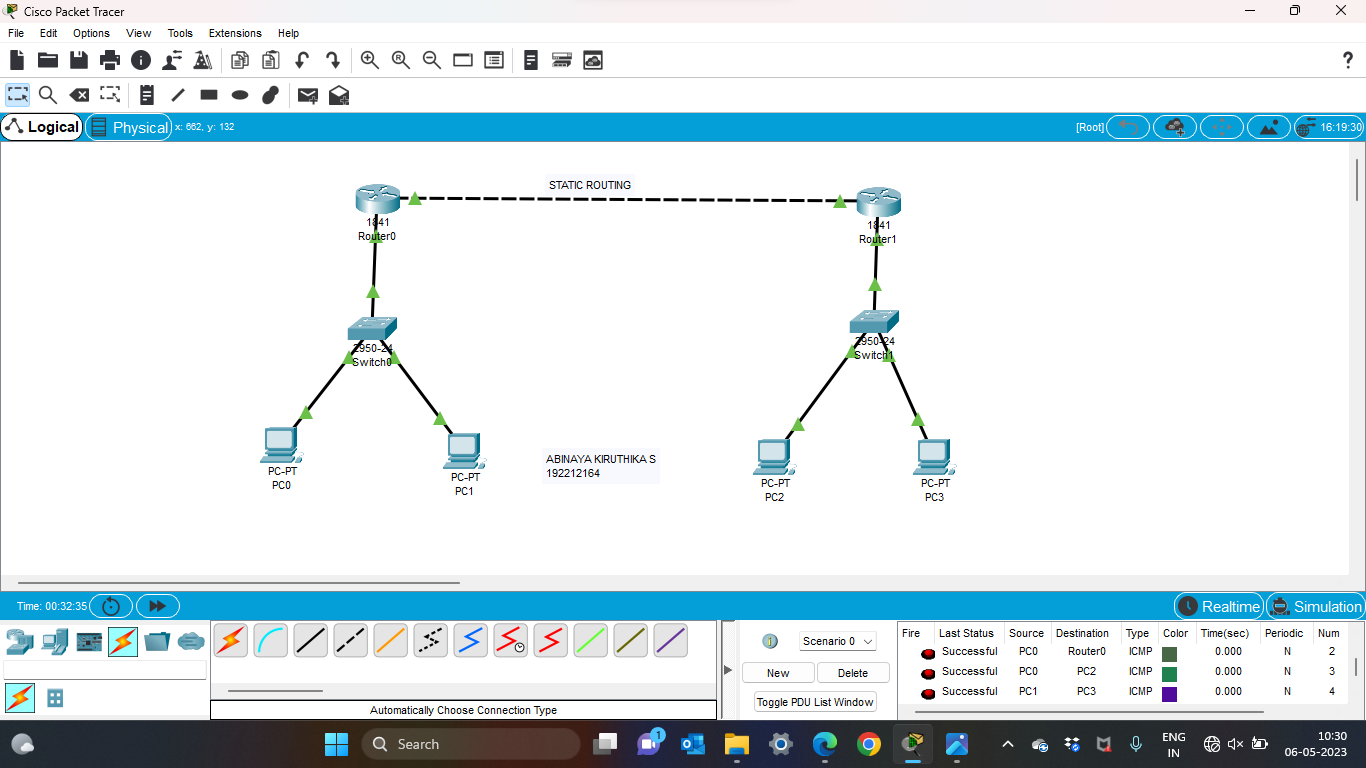 Cisco Packet Tracer
File Edit Options View Tools Extensions Help
Logical Physical x: 662, y: 132 [Root] 16:19:30
STATIC ROUTING
1841
Router0
1841
Router1
2950-24
Switch0
2950-24
Switch1
PC-PT
PC0
PC-PT
PC1
ABINAYA KIRUTHIKA S
192212164
PC-PT
PC2
PC-PT
PC3
Time: 00:32:35 Realtime Simulation
Scenario 0
New Delete
Toggle PDU List Window
Automatically Choose Connection Type
Fire Last Status Source Destination Type Color Time(sec) Periodic Num
Successful PC0 Router0 ICMP 0.000 N 2
Successful PC0 PC2 ICMP 0.000 N 3
Successful PC1 PC3 ICMP 0.000 N 4
Search 1 ENG 10:30
IN 06-05-2023